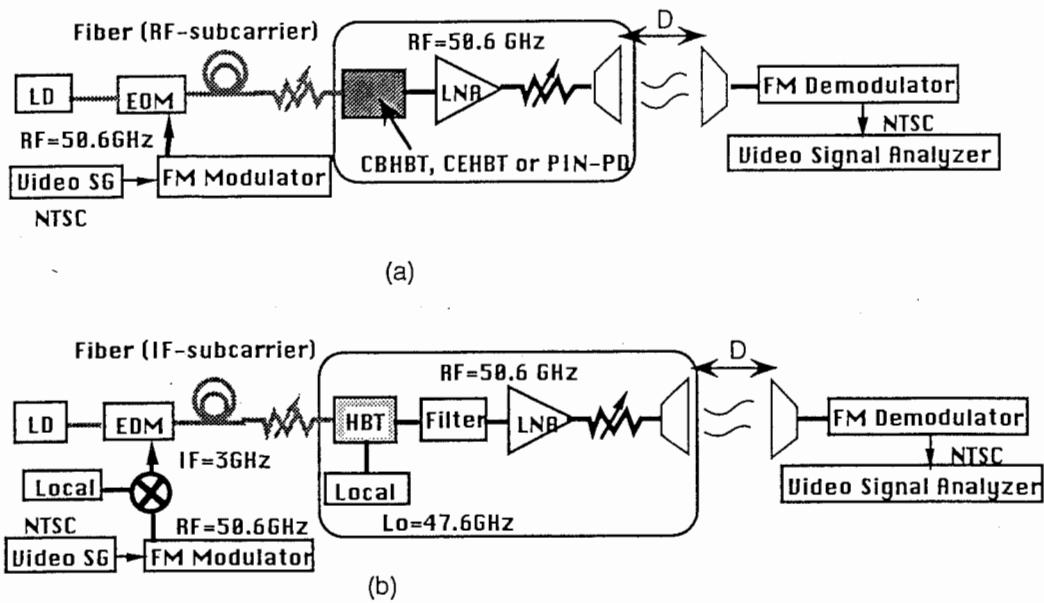 Fiber (RF-subcarrier)
D
RF=50.6 GHz
LD
EDM
LNA
FM Demodulator
RF=50.6GHz
NTSC
CBHBT, CEHBT or PIN-PD
Video Signal Analyzer
Video SG
FM Modulator
NTSC
(a)
Fiber (IF-subcarrier)
D
RF=50.6 GHz
LD
EDM
HBT
Filter
LNA
FM Demodulator
IF=3GHz
NTSC
Local
Local
Video Signal Analyzer
NTSC
RF=50.6GHz
Lo=47.6GHz
Video SG
FM Modulator
(b)